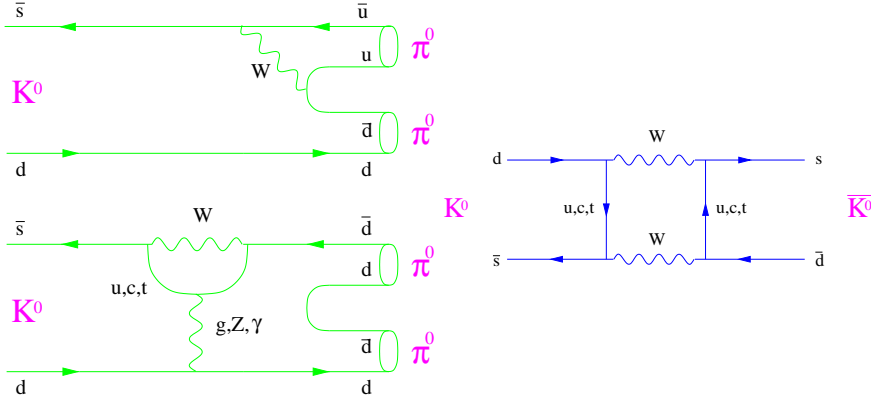 s̄ ū
u π⁰
W
K⁰
d̄ π⁰
d d
s̄ W d̄
d π⁰
u,c,t
K⁰ g,Z,γ
d̄ π⁰
d d
W
d s
K⁰ u,c,t u,c,t K̅⁰
W
s̄ d̄